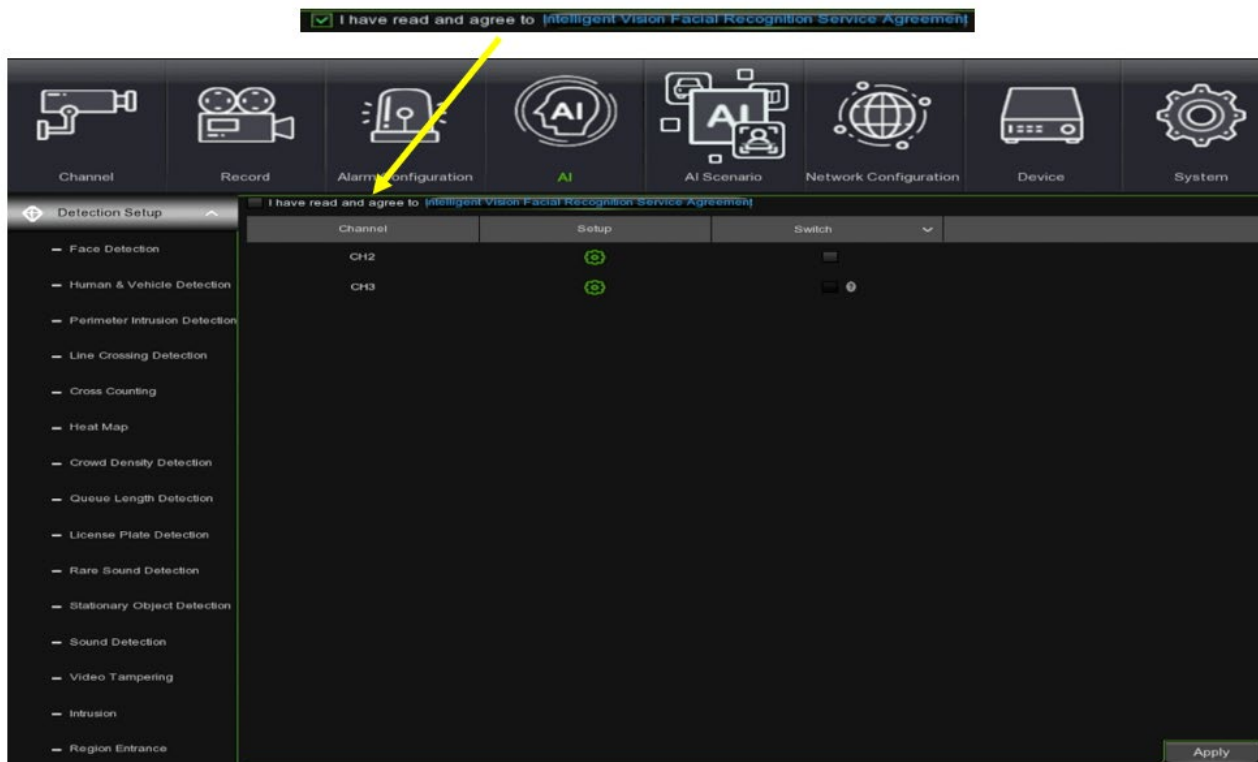 I have read and agree to Intelligent Vision Facial Recognition Service Agreement
AI
AI
Channel
Record
Alarm Configuration
AI
AI Scenario
Network Configuration
Device
System
Detection Setup
I have read and agree to Intelligent Vision Facial Recognition Service Agreement
Channel
Setup
Switch
Face Detection
CH2
Human & Vehicle Detection
CH3
?
Perimeter Intrusion Detection
Line Crossing Detection
Cross Counting
Heat Map
Crowd Density Detection
Queue Length Detection
License Plate Detection
Rare Sound Detection
Stationary Object Detection
Sound Detection
Video Tampering
Intrusion
Region Entrance
Apply